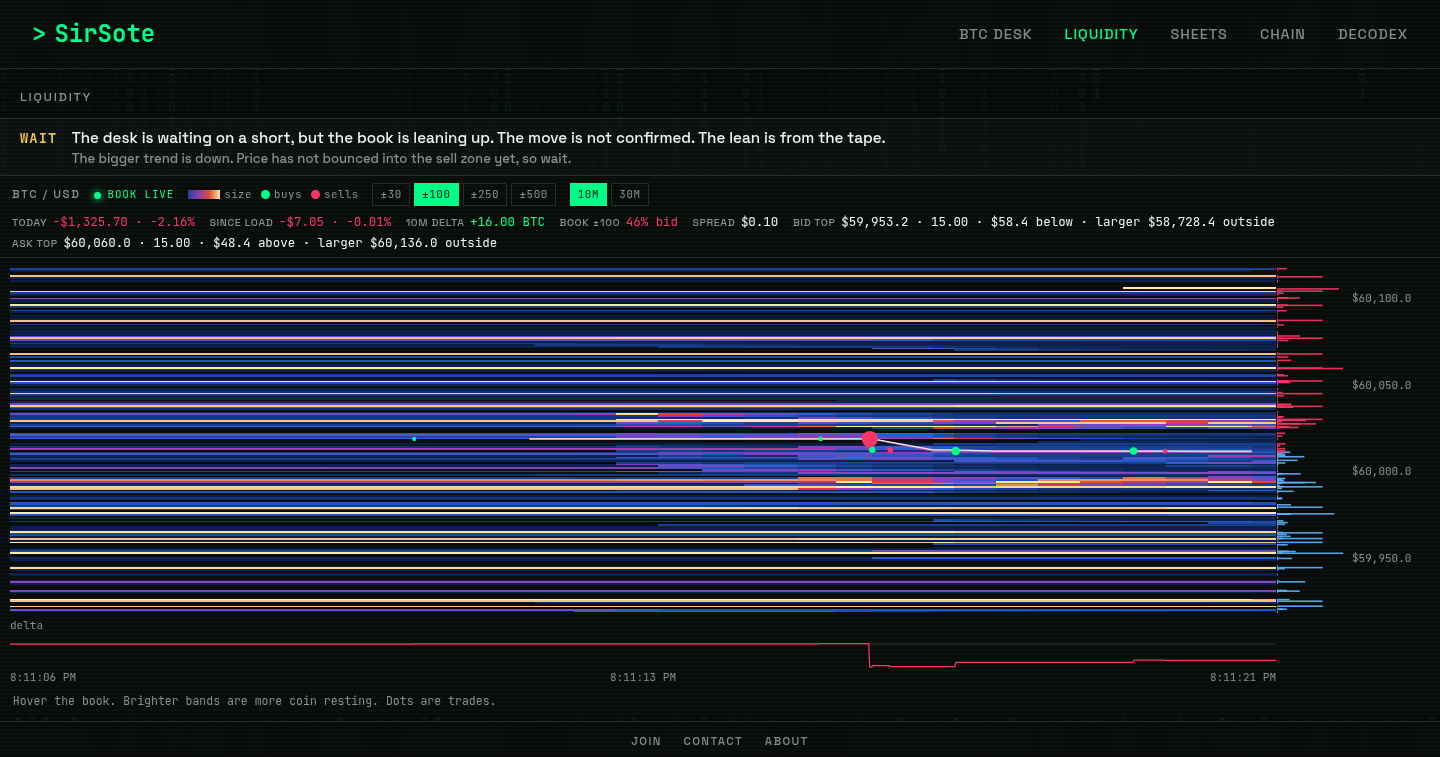 > SirSote
BTC DESK LIQUIDITY SHEETS CHAIN DECODEX
LIQUIDITY
WAIT The desk is waiting on a short, but the book is leaning up. The move is not confirmed. The lean is from the tape.
The bigger trend is down. Price has not bounced into the sell zone yet, so wait.
BTC / USD BOOK LIVE size buys sells ±30 ±100 ±250 ±500 10M 30M
TODAY -$1,325.70 · -2.16% SINCE LOAD -$7.05 · -0.01% 10M DELTA +16.00 BTC BOOK ±100 46% bid SPREAD $0.10 BID TOP $59,953.2 · 15.00 · $58.4 below · larger $58,728.4 outside
ASK TOP $60,060.0 · 15.00 · $48.4 above · larger $60,136.0 outside
$60,100.0
$60,050.0
$60,000.0
$59,950.0
delta
8:11:06 PM 8:11:13 PM 8:11:21 PM
Hover the book. Brighter bands are more coin resting. Dots are trades.
JOIN CONTACT ABOUT